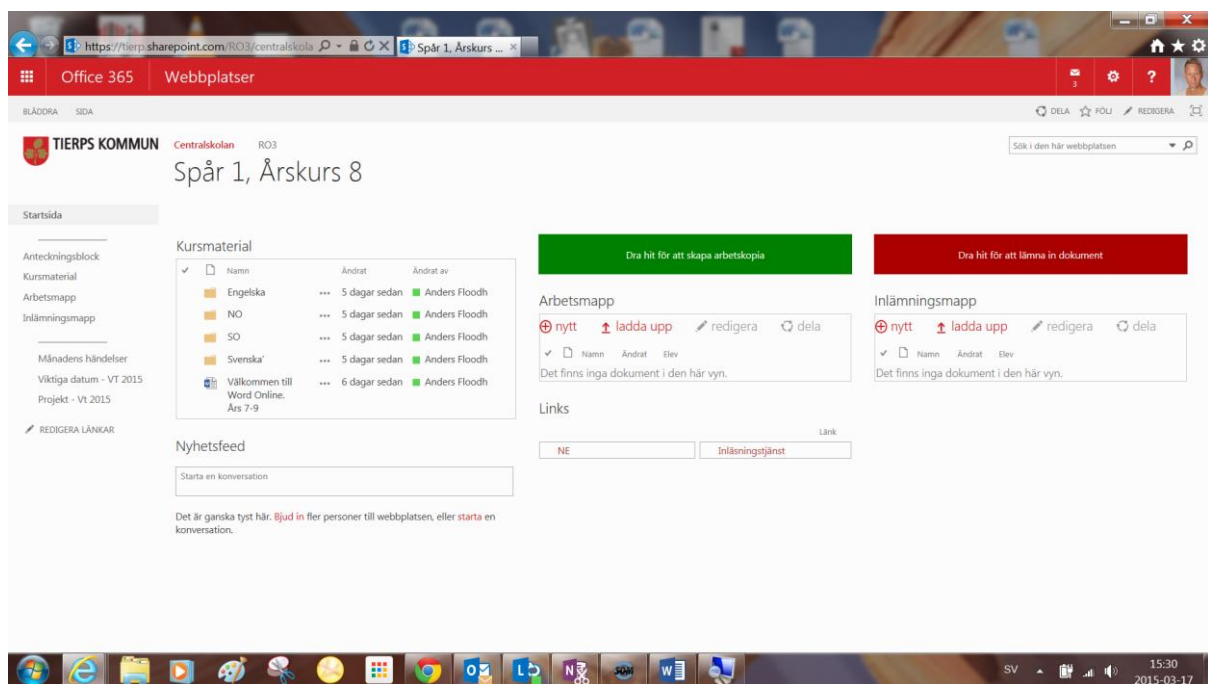 https://tierp.sharepoint.com/RO3/centralskola
Spår 1, Årskurs ...
Office 365 Webbplatser
3
?
BLÄDDRA SIDA
DELA FÖLJ REDIGERA
TIERPS KOMMUN
Centralskolan RO3
Sök i den här webbplatsen
Spår 1, Årskurs 8
Startsida
Anteckningsblock
Kursmaterial
Arbetsmapp
Inlämningsmapp
Månadens händelser
Viktiga datum - VT 2015
Projekt - Vt 2015
REDIGERA LÄNKAR
Kursmaterial
Namn Ändrat Ändrat av
Engelska ... 5 dagar sedan Anders Floodh
NO ... 5 dagar sedan Anders Floodh
SO ... 5 dagar sedan Anders Floodh
Svenska' ... 5 dagar sedan Anders Floodh
Välkommen till ... 6 dagar sedan Anders Floodh
Word Online.
Års 7-9
Nyhetsfeed
Starta en konversation
Det är ganska tyst här. Bjud in fler personer till webbplatsen, eller starta en
konversation.
Dra hit för att skapa arbetskopia
Arbetsmapp
nytt ladda upp redigera dela
Namn Ändrat Elev
Det finns inga dokument i den här vyn.
Links
Länk
NE Inläsningstjänst
Dra hit för att lämna in dokument
Inlämningsmapp
nytt ladda upp redigera dela
Namn Ändrat Elev
Det finns inga dokument i den här vyn.
SV
15:30
2015-03-17